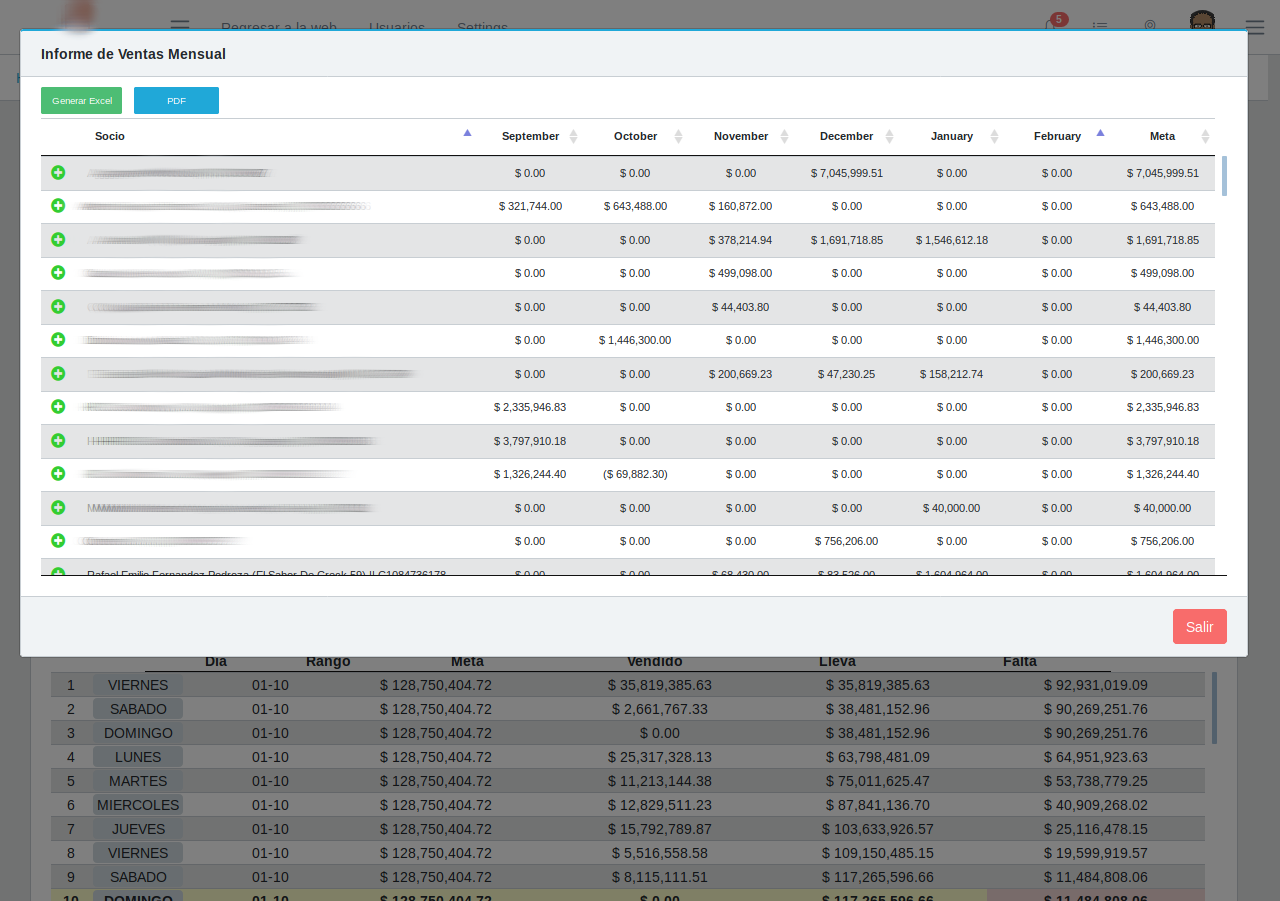 Regresar a la web Usuarios Settings 5
Informe de Ventas Mensual
Generar Excel PDF
Socio September October November December January February Meta
$ 0.00 $ 0.00 $ 0.00 $ 7,045,999.51 $ 0.00 $ 0.00 $ 7,045,999.51
$ 321,744.00 $ 643,488.00 $ 160,872.00 $ 0.00 $ 0.00 $ 0.00 $ 643,488.00
$ 0.00 $ 0.00 $ 378,214.94 $ 1,691,718.85 $ 1,546,612.18 $ 0.00 $ 1,691,718.85
$ 0.00 $ 0.00 $ 499,098.00 $ 0.00 $ 0.00 $ 0.00 $ 499,098.00
$ 0.00 $ 0.00 $ 44,403.80 $ 0.00 $ 0.00 $ 0.00 $ 44,403.80
$ 0.00 $ 1,446,300.00 $ 0.00 $ 0.00 $ 0.00 $ 0.00 $ 1,446,300.00
$ 0.00 $ 0.00 $ 200,669.23 $ 47,230.25 $ 158,212.74 $ 0.00 $ 200,669.23
$ 2,335,946.83 $ 0.00 $ 0.00 $ 0.00 $ 0.00 $ 0.00 $ 2,335,946.83
$ 3,797,910.18 $ 0.00 $ 0.00 $ 0.00 $ 0.00 $ 0.00 $ 3,797,910.18
$ 1,326,244.40 ($ 69,882.30) $ 0.00 $ 0.00 $ 0.00 $ 0.00 $ 1,326,244.40
$ 0.00 $ 0.00 $ 0.00 $ 0.00 $ 40,000.00 $ 0.00 $ 40,000.00
$ 0.00 $ 0.00 $ 0.00 $ 756,206.00 $ 0.00 $ 0.00 $ 756,206.00
Rafael Emilio Fernandez Pedroza (El Sabor De Greek 59) $ 0.00 $ 0.00 $ 68,430.00 $ 83,526.00 $ 1,604,964.00 $ 0.00 $ 1,604,964.00
Salir
Dia Rango Meta Vendido Lleva Falta
1 VIERNES 01-10 $ 128,750,404.72 $ 35,819,385.63 $ 35,819,385.63 $ 92,931,019.09
2 SABADO 01-10 $ 128,750,404.72 $ 2,661,767.33 $ 38,481,152.96 $ 90,269,251.76
3 DOMINGO 01-10 $ 128,750,404.72 $ 0.00 $ 38,481,152.96 $ 90,269,251.76
4 LUNES 01-10 $ 128,750,404.72 $ 25,317,328.13 $ 63,798,481.09 $ 64,951,923.63
5 MARTES 01-10 $ 128,750,404.72 $ 11,213,144.38 $ 75,011,625.47 $ 53,738,779.25
6 MIERCOLES 01-10 $ 128,750,404.72 $ 12,829,511.23 $ 87,841,136.70 $ 40,909,268.02
7 JUEVES 01-10 $ 128,750,404.72 $ 15,792,789.87 $ 103,633,926.57 $ 25,116,478.15
8 VIERNES 01-10 $ 128,750,404.72 $ 5,516,558.58 $ 109,150,485.15 $ 19,599,919.57
9 SABADO 01-10 $ 128,750,404.72 $ 8,115,111.51 $ 117,265,596.66 $ 11,484,808.06
10 DOMINGO 01-10 $ 128,750,404.72 $ 0.00 $ 117,265,596.66 $ 11,484,808.06